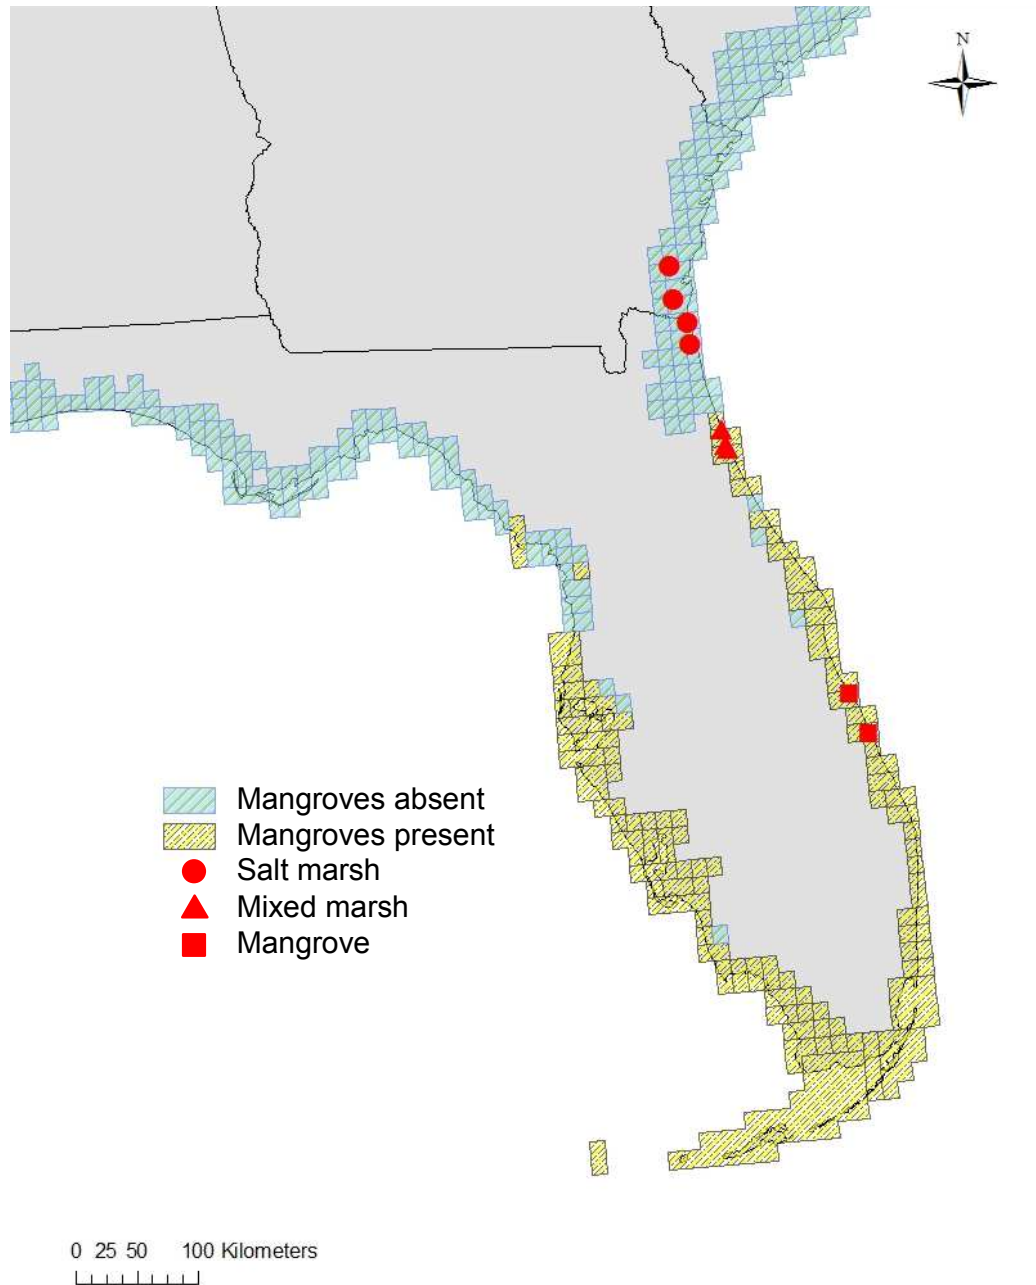 N
Mangroves absent
Mangroves present
Salt marsh
Mixed marsh
Mangrove
0 25 50 100 Kilometers